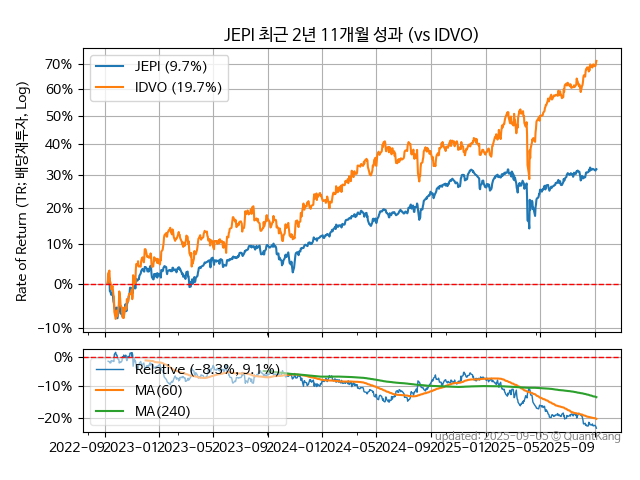 JEPI 최근 2년 11개월 성과 (vs IDVO)
Rate of Return (TR: 배당재투자, Log)
JEPI (9.7%)
IDVO (19.7%)
70%
60%
50%
40%
30%
20%
10%
0%
−10%
0%
−10%
−20%
Relative (−8.3%, 9.1%)
MA(60)
MA(240)
2022-09 2023-01 2023-05 2023-09 2024-01 2024-05 2024-09 2025-01 2025-05 2025-09
updated: 2025-09-05 © QuantKang